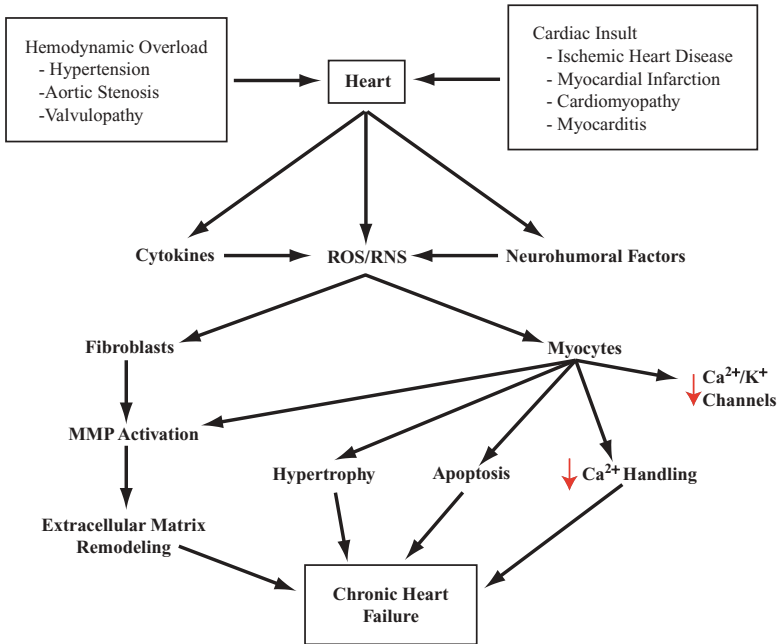 Hemodynamic Overload
- Hypertension
-Aortic Stenosis
-Valvulopathy
Heart
Cardiac Insult
- Ischemic Heart Disease
- Myocardial Infarction
- Cardiomyopathy
- Myocarditis
Cytokines
ROS/RNS
Neurohumoral Factors
Fibroblasts
Myocytes
Ca²⁺/K⁺
Channels
MMP Activation
Hypertrophy
Apoptosis
Ca²⁺ Handling
Extracellular Matrix
Remodeling
Chronic Heart
Failure